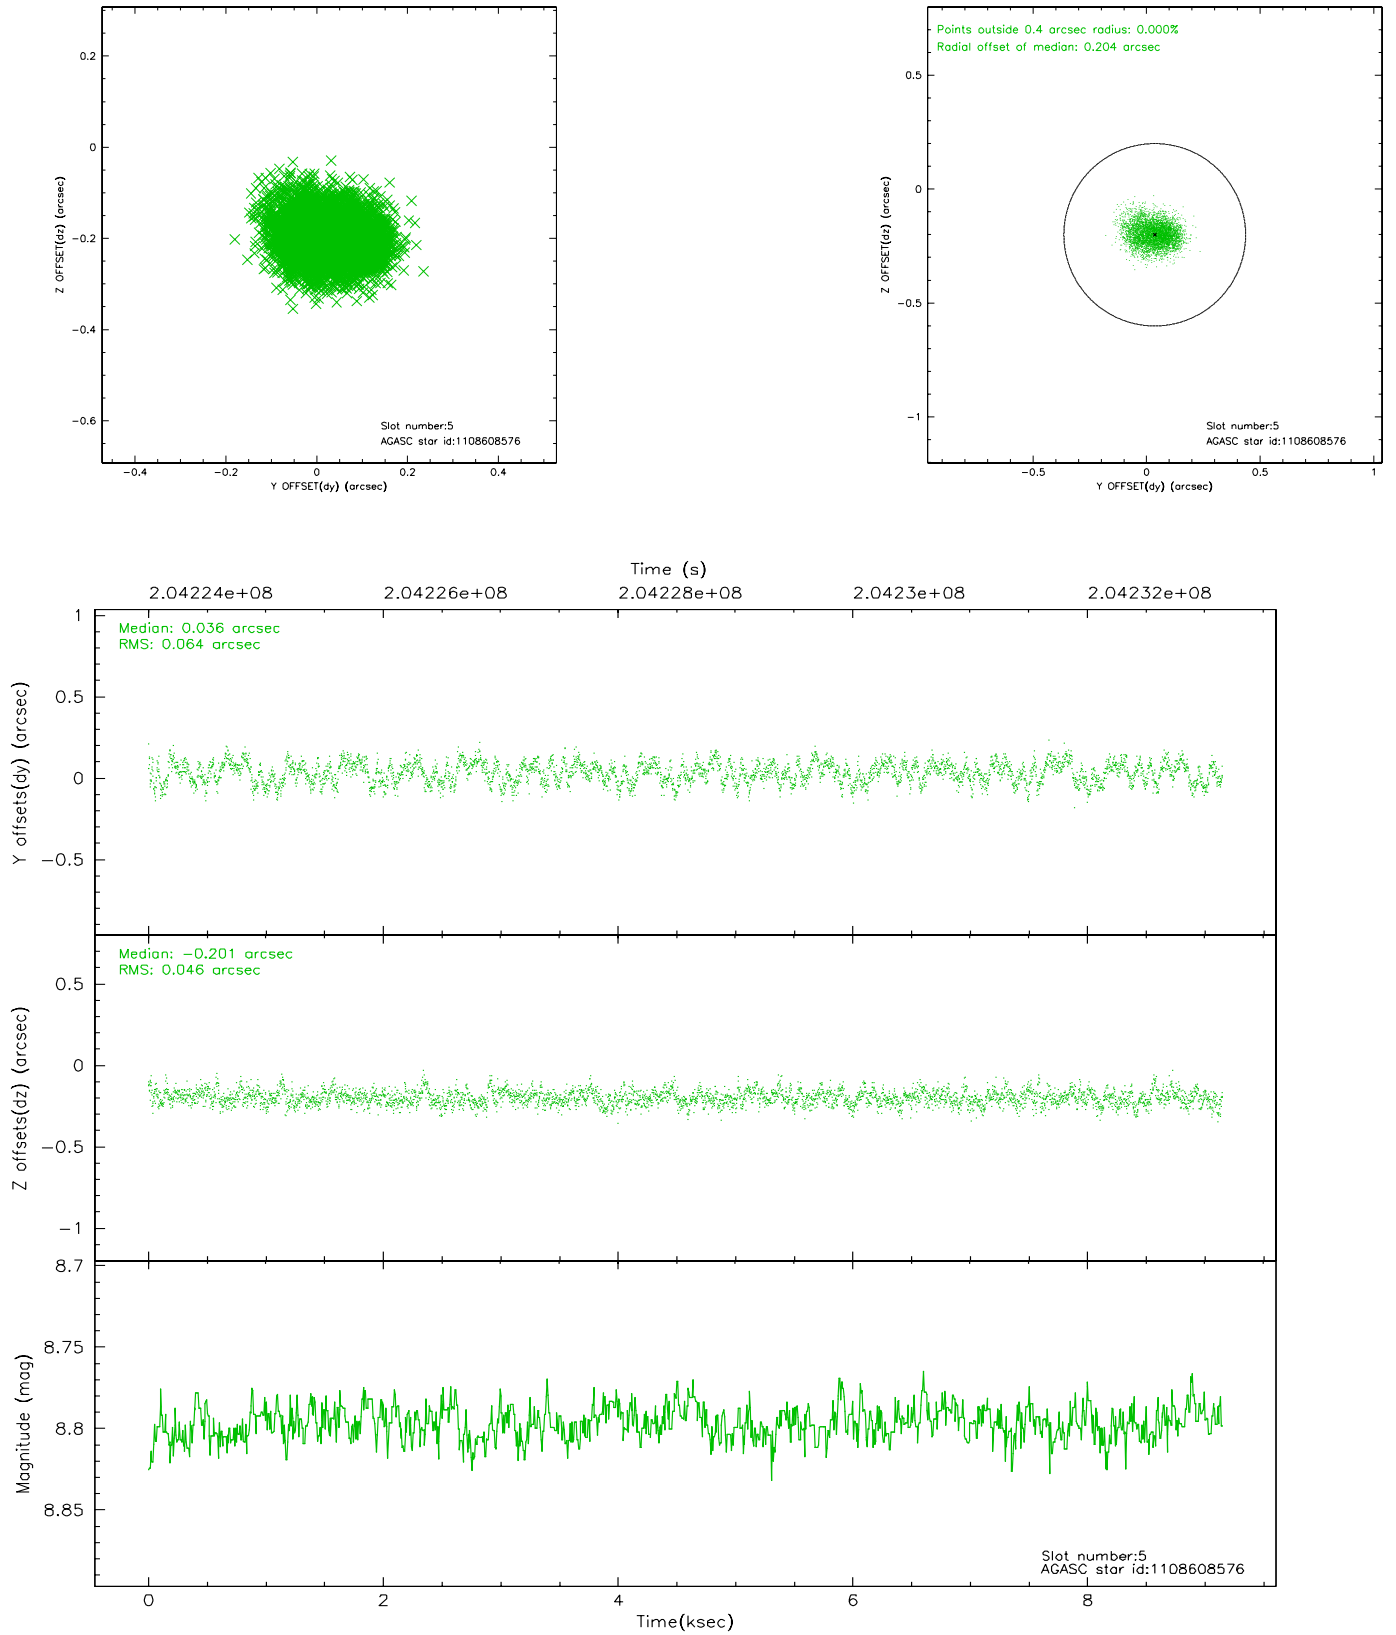 0.2
0
−0.2
−0.4
−0.6
Z OFFSET(dz) (arcsec)
−0.4
−0.2
0
0.2
0.4
Y OFFSET(dy) (arcsec)
Slot number:5
AGASC star id:1108608576
Points outside 0.4 arcsec radius: 0.000%
Radial offset of median: 0.204 arcsec
0.5
0
−0.5
−1
Z OFFSET(dz) (arcsec)
−0.5
0
0.5
1
Y OFFSET(dy) (arcsec)
Slot number:5
AGASC star id:1108608576
Time (s)
2.04224e+08
2.04226e+08
2.04228e+08
2.0423e+08
2.04232e+08
Median: 0.036 arcsec
RMS: 0.064 arcsec
1
0.5
0
−0.5
Y offsets(dy) (arcsec)
Median: −0.201 arcsec
RMS: 0.046 arcsec
0.5
0
−0.5
−1
Z offsets(dz) (arcsec)
8.7
8.75
8.8
8.85
Magnitude (mag)
Slot number:5
AGASC star id:1108608576
0
2
4
6
8
Time(ksec)